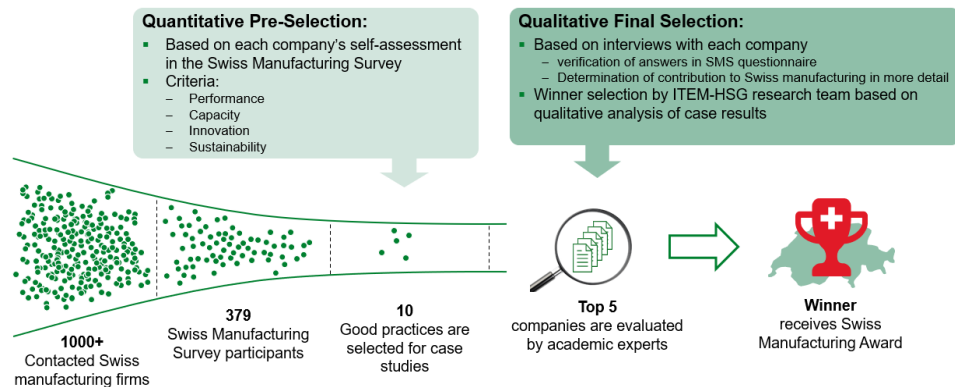 Quantitative Pre-Selection:
▪ Based on each company's self-assessment
in the Swiss Manufacturing Survey
▪ Criteria:
– Performance
– Capacity
– Innovation
– Sustainability
Qualitative Final Selection:
▪ Based on interviews with each company
– verification of answers in SMS questionnaire
– Determination of contribution to Swiss manufacturing in more detail
▪ Winner selection by ITEM-HSG research team based on
qualitative analysis of case results
1000+
Contacted Swiss
manufacturing firms
379
Swiss Manufacturing
Survey participants
10
Good practices are
selected for case
studies
Top 5
companies are evaluated
by academic experts
Winner
receives Swiss
Manufacturing Award